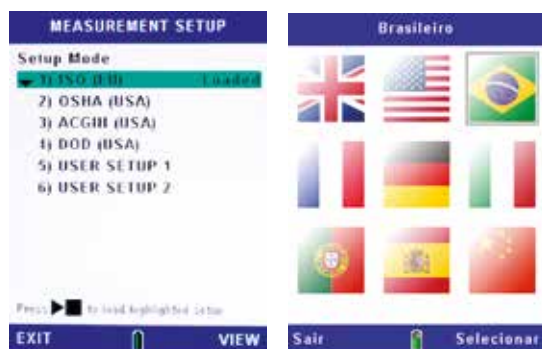 MEASUREMENT SETUP
Setup Mode
1) ISO (EU) Loaded
2) OSHA (USA)
3) ACGIH (USA)
4) DOD (USA)
5) USER SETUP 1
6) USER SETUP 2
Press to load highlighted setup
EXIT VIEW
Brasileiro
Sair Selecionar